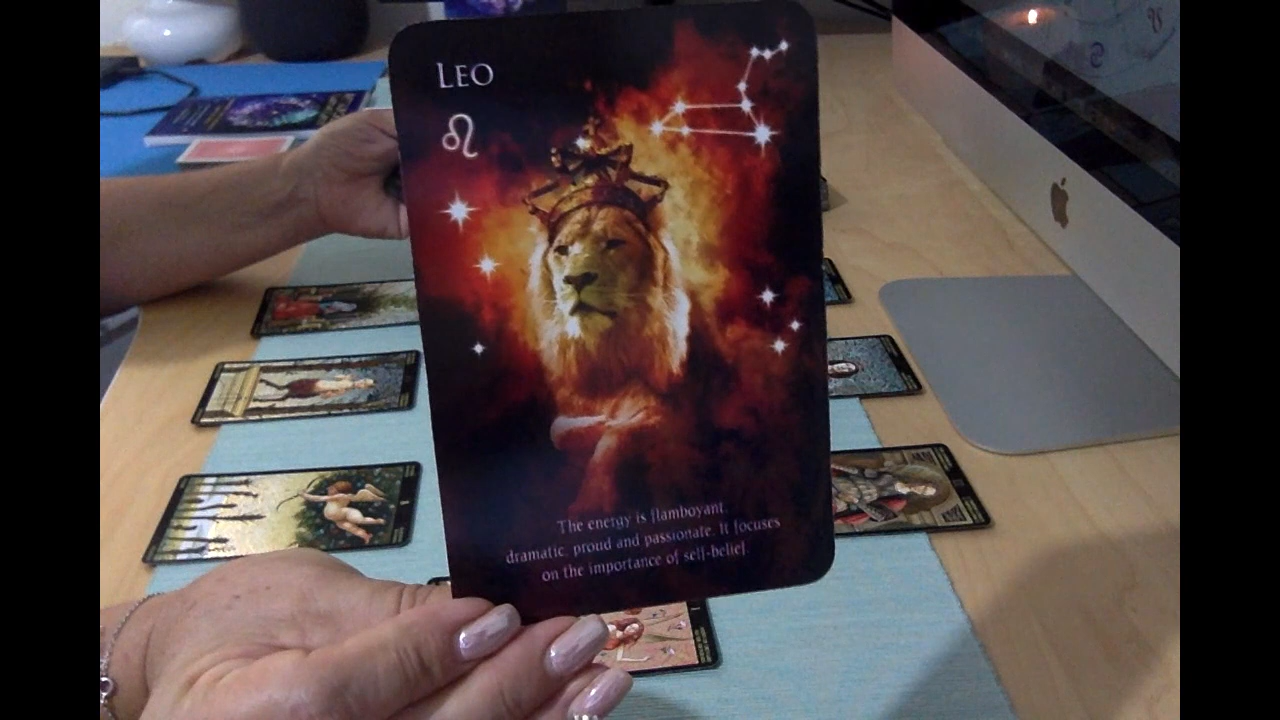 LEO
The energy is flamboyant,
dramatic, proud and passionate. It focuses
on the importance of self-belief.